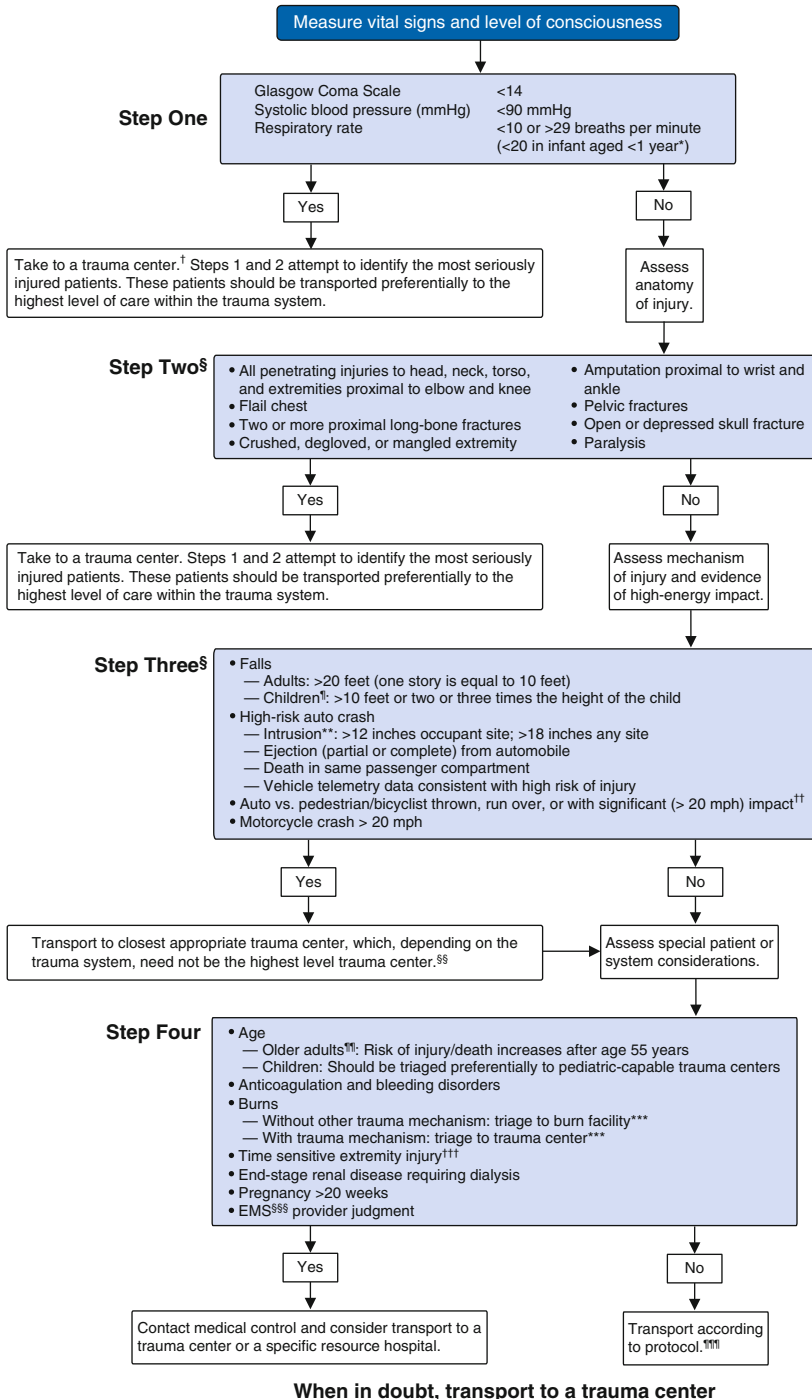 Measure vital signs and level of consciousness
Step One
Glasgow Coma Scale <14
Systolic blood pressure (mmHg) <90 mmHg
Respiratory rate <10 or >29 breaths per minute
(<20 in infant aged <1 year*)
Yes
No
Take to a trauma center.† Steps 1 and 2 attempt to identify the most seriously
injured patients. These patients should be transported preferentially to the
highest level of care within the trauma system.
Assess
anatomy
of injury.
Step Two§
• All penetrating injuries to head, neck, torso,
and extremities proximal to elbow and knee
• Flail chest
• Two or more proximal long-bone fractures
• Crushed, degloved, or mangled extremity
• Amputation proximal to wrist and
ankle
• Pelvic fractures
• Open or depressed skull fracture
• Paralysis
Yes
No
Take to a trauma center. Steps 1 and 2 attempt to identify the most seriously
injured patients. These patients should be transported preferentially to the
highest level of care within the trauma system.
Assess mechanism
of injury and evidence
of high-energy impact.
Step Three§
• Falls
— Adults: >20 feet (one story is equal to 10 feet)
— Children¶: >10 feet or two or three times the height of the child
• High-risk auto crash
— Intrusion**: >12 inches occupant site; >18 inches any site
— Ejection (partial or complete) from automobile
— Death in same passenger compartment
— Vehicle telemetry data consistent with high risk of injury
• Auto vs. pedestrian/bicyclist thrown, run over, or with significant (> 20 mph) impact††
• Motorcycle crash > 20 mph
Yes
No
Transport to closest appropriate trauma center, which, depending on the
trauma system, need not be the highest level trauma center.§§
Assess special patient or
system considerations.
Step Four
• Age
— Older adults¶¶: Risk of injury/death increases after age 55 years
— Children: Should be triaged preferentially to pediatric-capable trauma centers
• Anticoagulation and bleeding disorders
• Burns
— Without other trauma mechanism: triage to burn facility***
— With trauma mechanism: triage to trauma center***
• Time sensitive extremity injury†††
• End-stage renal disease requiring dialysis
• Pregnancy >20 weeks
• EMS§§§ provider judgment
Yes
No
Contact medical control and consider transport to a
trauma center or a specific resource hospital.
Transport according
to protocol.¶¶¶
When in doubt, transport to a trauma center